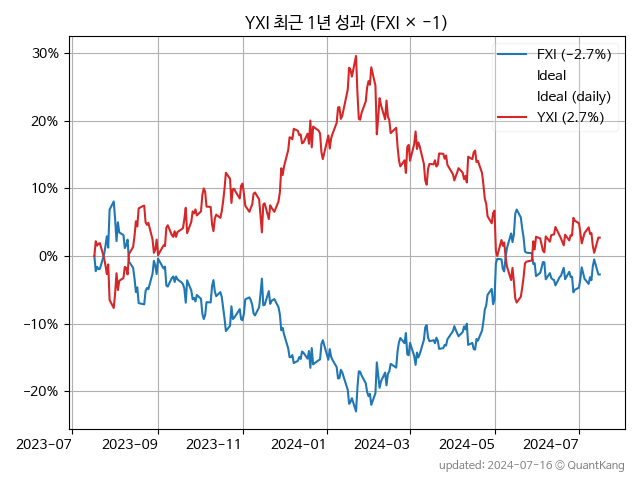 YXI 최근 1년 성과 (FXI × −1)
30%
20%
10%
0%
−10%
−20%
FXI (−2.7%)
Ideal
Ideal (daily)
YXI (2.7%)
2023−07
2023−09
2023−11
2024−01
2024−03
2024−05
2024−07
updated: 2024-07-16 © QuantKang